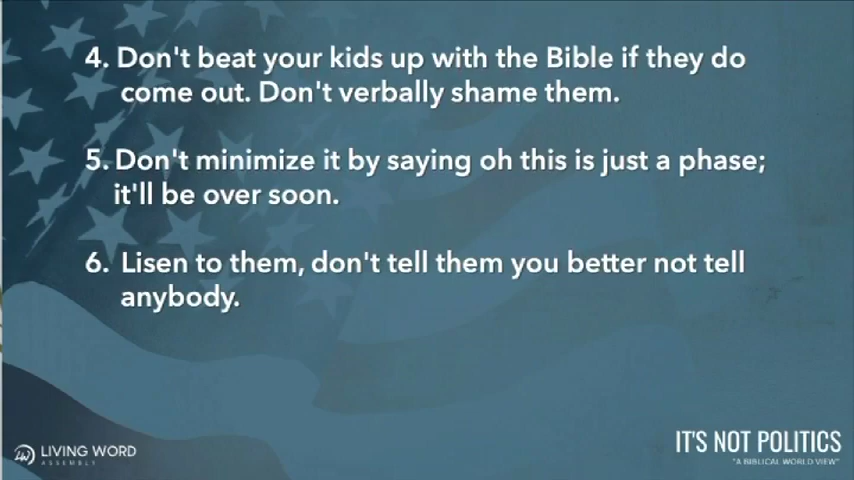 4. Don't beat your kids up with the Bible if they do
come out. Don't verbally shame them.
5. Don't minimize it by saying oh this is just a phase;
it'll be over soon.
6. Lisen to them, don't tell them you better not tell
anybody.
LIVING WORD
ASSEMBLY
IT'S NOT POLITICS
"A BIBLICAL WORLD VIEW"